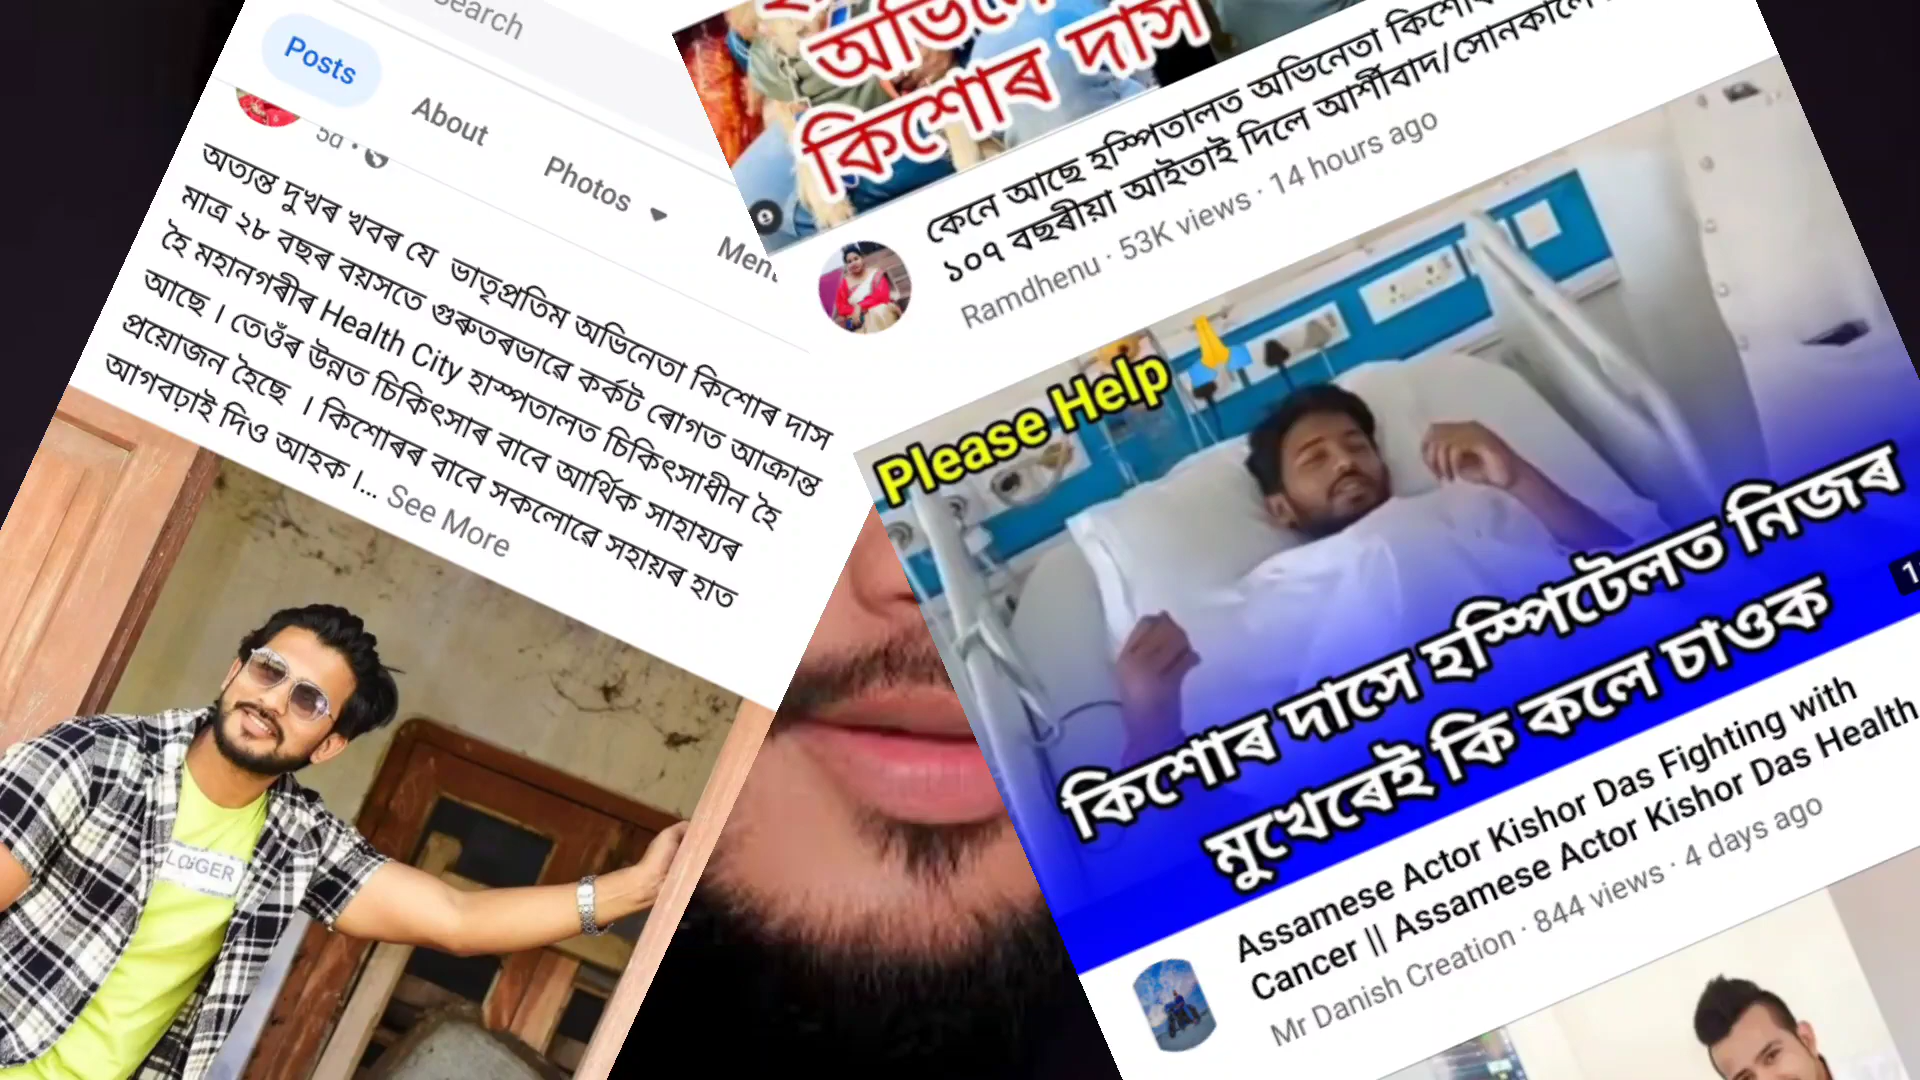 Search
Posts
About
Photos
5d
অত্যন্ত দুখৰ খবৰ যে ভাতৃপ্ৰতিম অভিনেতা কিশোৰ দাস
মাত্ৰ ২৮ বছৰ বয়সতে গুৰুতৰভাৱে কৰ্কট ৰোগত আক্ৰান্ত
হৈ মহানগৰীৰ Health City হাস্পতালত চিকিৎসাধীন হৈ
আছে । তেওঁৰ উন্নত চিকিৎসাৰ বাবে আৰ্থিক সাহায্যৰ
প্ৰয়োজন হৈছে । কিশোৰৰ বাবে সকলোৱে সহায়ৰ হাত
আগবঢ়াই দিও আহক ।... See More
LOGER
কিশোৰ দাস
কেনে আছে হস্পিতালত অভিনেতা কিশোৰ
১০৭ বছৰীয়া আইতাই দিলে আৰ্শীবাদ/সোনকালে
Ramdhenu · 53K views · 14 hours ago
Please Help
কিশোৰ দাসে হস্পিটেলত নিজৰ
মুখেৰেই কি কলে চাওক
Assamese Actor Kishor Das Fighting with
Cancer || Assamese Actor Kishor Das Health
Mr Danish Creation · 844 views · 4 days ago